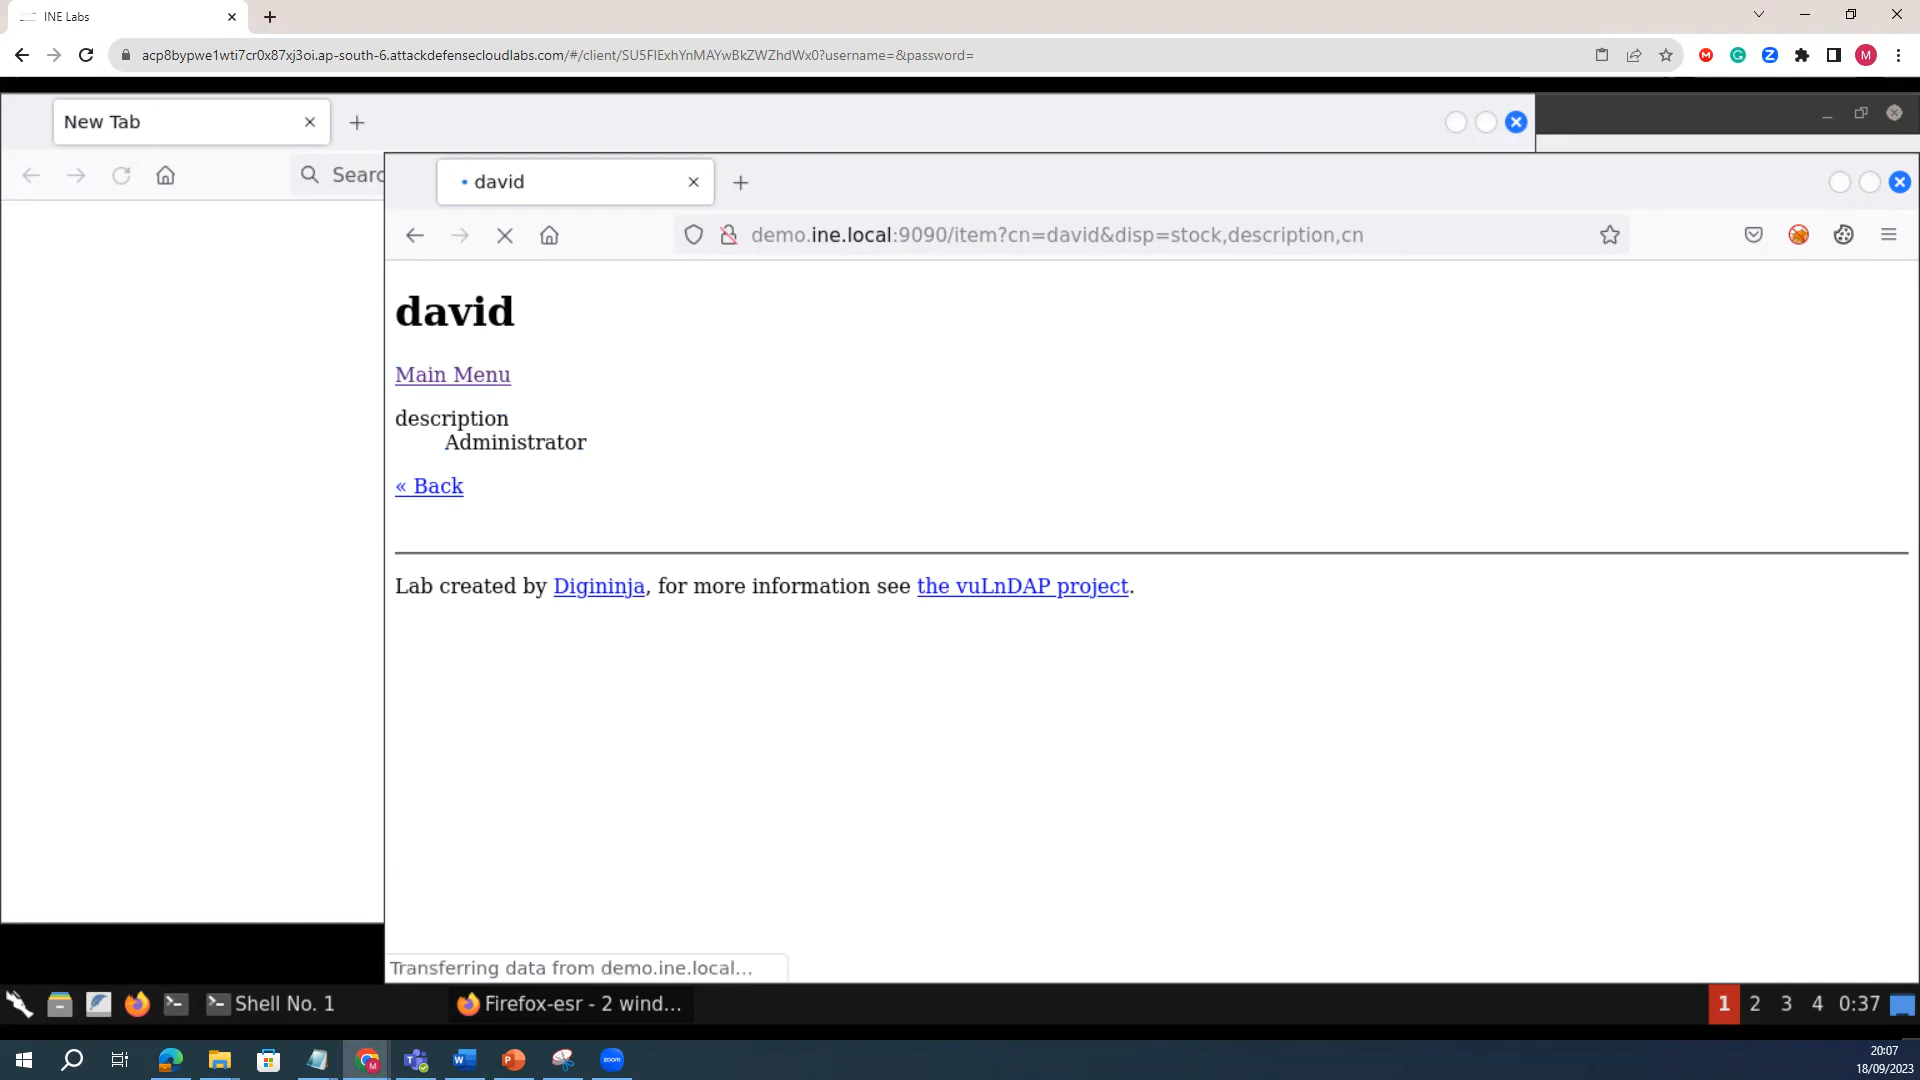 INE Labs
acp8bypwe1wti7cr0x87xj3oi.ap-south-6.attackdefensecloudlabs.com/#/client/SU5FIExhYnMAYwBkZWZhdWx0?username=&password=
New Tab
Searc
david
demo.ine.local:9090/item?cn=david&disp=stock,description,cn
david
Main Menu
description
Administrator
« Back
Lab created by Digininja, for more information see the vuLnDAP project.
Transferring data from demo.ine.local...
Shell No. 1
Firefox-esr - 2 wind...
1 2 3 4 0:37
20:07
18/09/2023